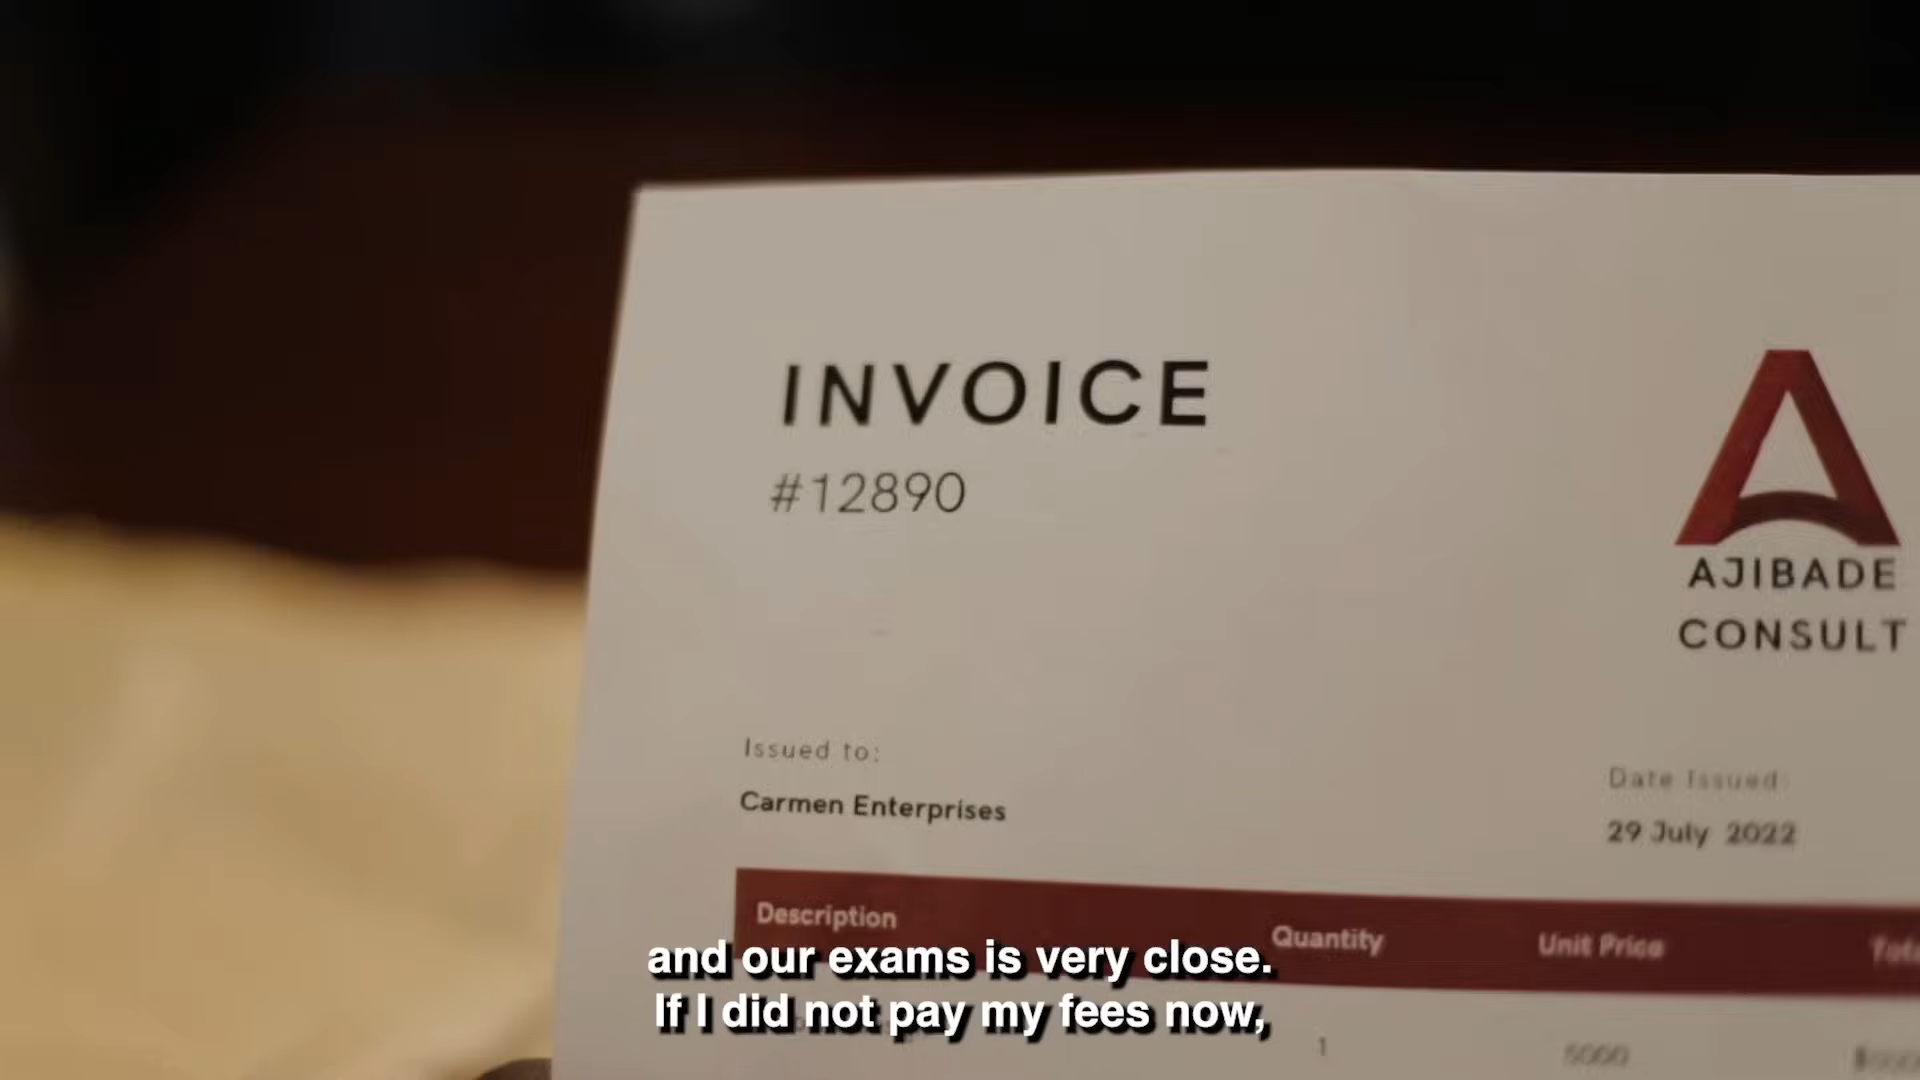 INVOICE
#12890
AJIBADE
CONSULT
Issued to:
Carmen Enterprises
Date Issued:
29 July 2022
Description
Quantity
Unit Price
and our exams is very close.
If I did not pay my fees now,
1
5000